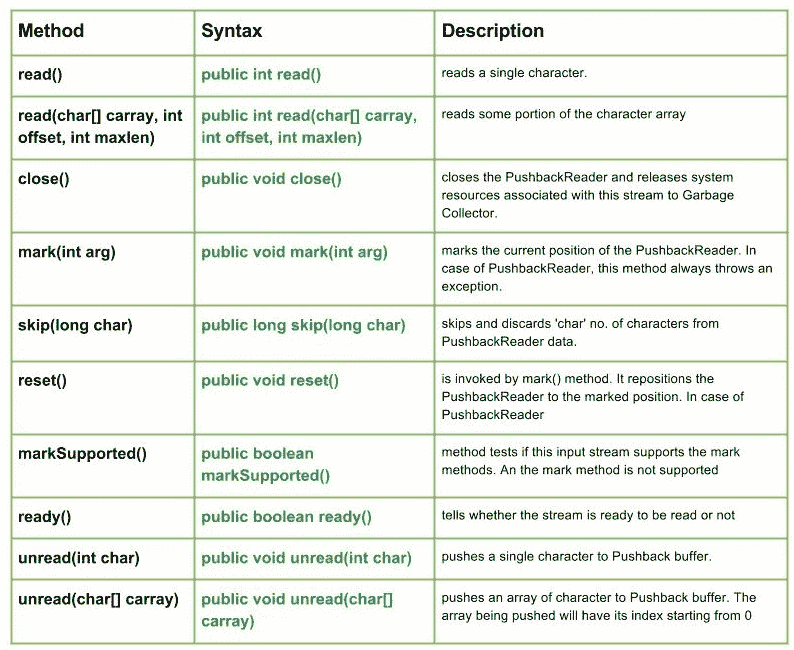 Method Syntax Description
read() public int read() reads a single character.
read(char[] carray, int
offset, int maxlen)
public int read(char[] carray,
int offset, int maxlen)
reads some portion of the character array
close() public void close()
closes the PushbackReader and releases system
resources associated with this stream to Garbage
Collector.
mark(int arg) public void mark(int arg)
marks the current position of the PushbackReader. In
case of PushbackReader, this method always throws an
exception.
skip(long char) public long skip(long char)
skips and discards 'char' no. of characters from
PushbackReader data.
reset() public void reset()
is invoked by mark() method. It repositions the
PushbackReader to the marked position. In case of
PushbackReader
markSupported()
public boolean
markSupported()
method tests if this input stream supports the mark
methods. An the mark method is not supported
ready() public boolean ready() tells whether the stream is ready to be read or not
unread(int char) public void unread(int char) pushes a single character to Pushback buffer.
unread(char[] carray)
public void unread(char[]
carray)
pushes an array of character to Pushback buffer. The
array being pushed will have its index starting from 0